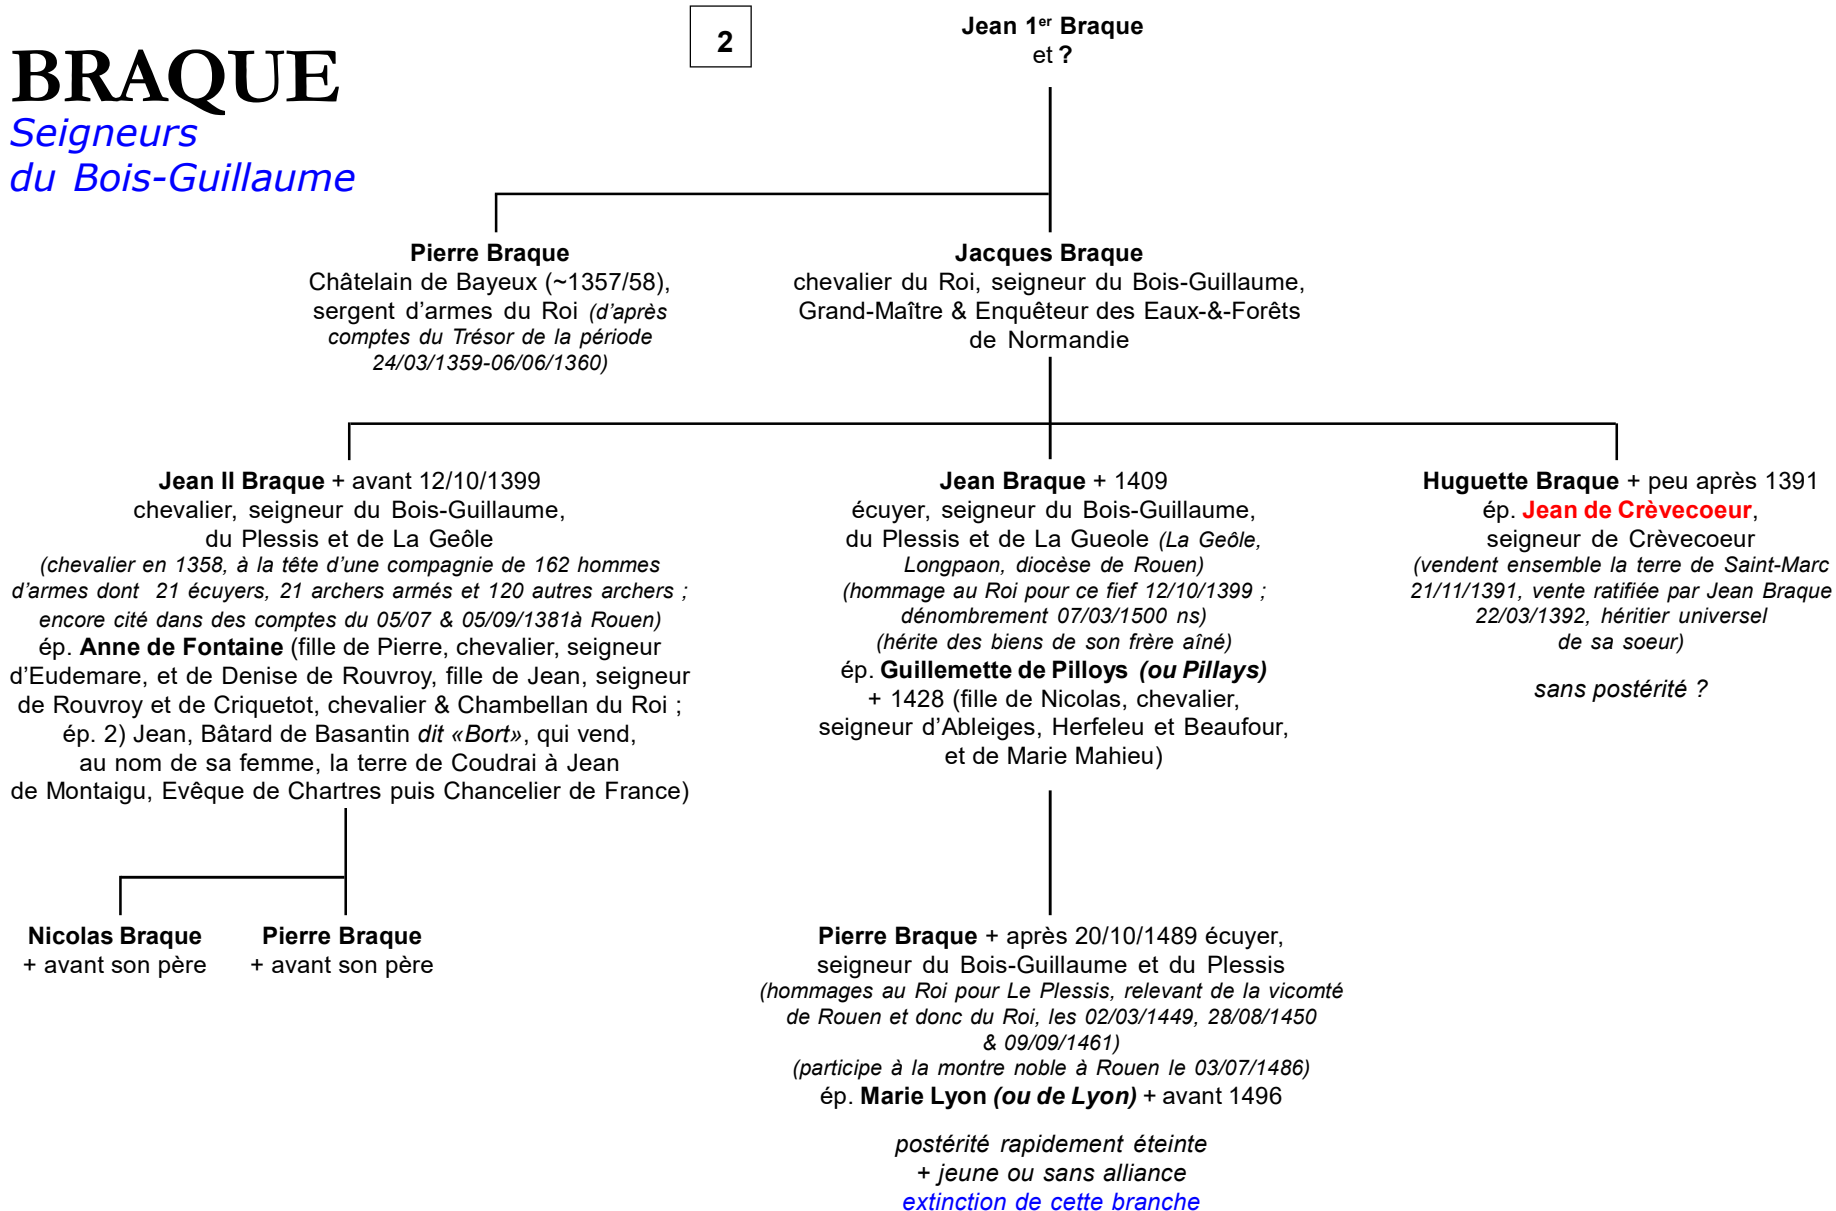 BRAQUE
Seigneurs
du Bois-Guillaume
2
Jean 1er Braque
et ?
Pierre Braque
Châtelain de Bayeux (~1357/58),
sergent d’armes du Roi (d’après
comptes du Trésor de la période
24/03/1359-06/06/1360)
Jacques Braque
chevalier du Roi, seigneur du Bois-Guillaume,
Grand-Maître & Enquêteur des Eaux-&-Forêts
de Normandie
Jean II Braque + avant 12/10/1399
chevalier, seigneur du Bois-Guillaume,
du Plessis et de La Geôle
(chevalier en 1358, à la tête d’une compagnie de 162 hommes
d’armes dont 21 écuyers, 21 archers armés et 120 autres archers ;
encore cité dans des comptes du 05/07 & 05/09/1381à Rouen)
ép. Anne de Fontaine (fille de Pierre, chevalier, seigneur
d’Eudemare, et de Denise de Rouvroy, fille de Jean, seigneur
de Rouvroy et de Criquetot, chevalier & Chambellan du Roi ;
ép. 2) Jean, Bâtard de Basantin dit «Bort», qui vend,
au nom de sa femme, la terre de Coudrai à Jean
de Montaigu, Evêque de Chartres puis Chancelier de France)
Jean Braque + 1409
écuyer, seigneur du Bois-Guillaume,
du Plessis et de La Gueole (La Geôle,
Longpaon, diocèse de Rouen)
(hommage au Roi pour ce fief 12/10/1399 ;
dénombrement 07/03/1500 ns)
(hérite des biens de son frère aîné)
ép. Guillemette de Pilloys (ou Pillays)
+ 1428 (fille de Nicolas, chevalier,
seigneur d’Ableiges, Herfeleu et Beaufour,
et de Marie Mahieu)
Huguette Braque + peu après 1391
ép. Jean de Crèvecoeur,
seigneur de Crèvecoeur
(vendent ensemble la terre de Saint-Marc
21/11/1391, vente ratifiée par Jean Braque
22/03/1392, héritier universel
de sa soeur)
sans postérité ?
Nicolas Braque
+ avant son père
Pierre Braque
+ avant son père
Pierre Braque + après 20/10/1489 écuyer,
seigneur du Bois-Guillaume et du Plessis
(hommages au Roi pour Le Plessis, relevant de la vicomté
de Rouen et donc du Roi, les 02/03/1449, 28/08/1450
& 09/09/1461)
(participe à la montre noble à Rouen le 03/07/1486)
ép. Marie Lyon (ou de Lyon) + avant 1496
postérité rapidement éteinte
+ jeune ou sans alliance
extinction de cette branche